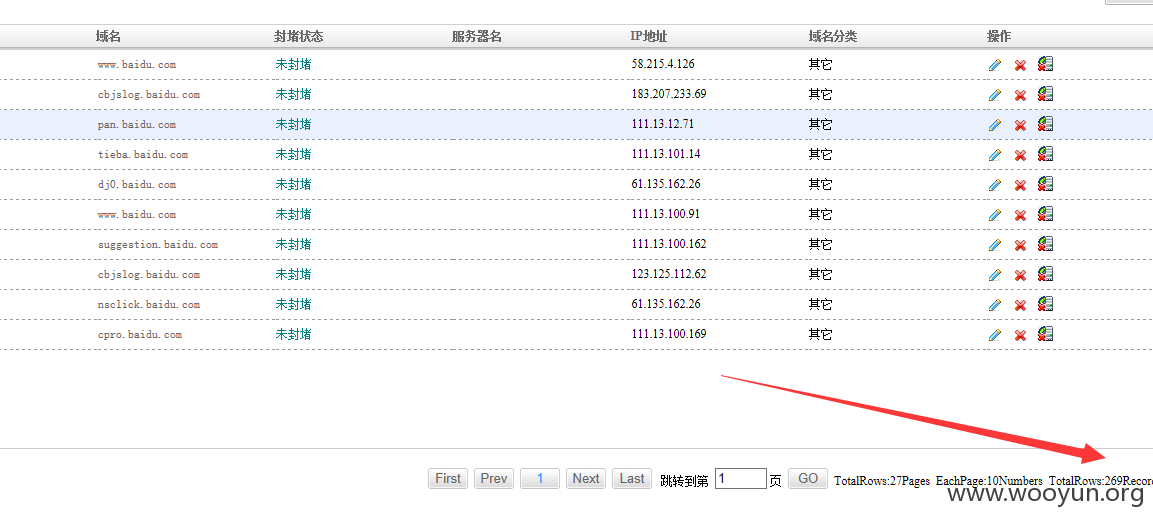 域名 封堵状态 服务器名 IP地址 域名分类 操作
www.baidu.com 未封堵 58.215.4.126 其它
cbjslog.baidu.com 未封堵 183.207.233.69 其它
pan.baidu.com 未封堵 111.13.12.71 其它
tieba.baidu.com 未封堵 111.13.101.14 其它
dj0.baidu.com 未封堵 61.135.162.26 其它
www.baidu.com 未封堵 111.13.100.91 其它
suggestion.baidu.com 未封堵 111.13.100.162 其它
cbjslog.baidu.com 未封堵 123.125.112.62 其它
nsclick.baidu.com 未封堵 61.135.162.26 其它
cpro.baidu.com 未封堵 111.13.100.169 其它
First Prev 1 Next Last 跳转到第 1 页 GO TotalRows:27Pages EachPage:10Numbers TotalRows:269Recor
www.wooyun.org